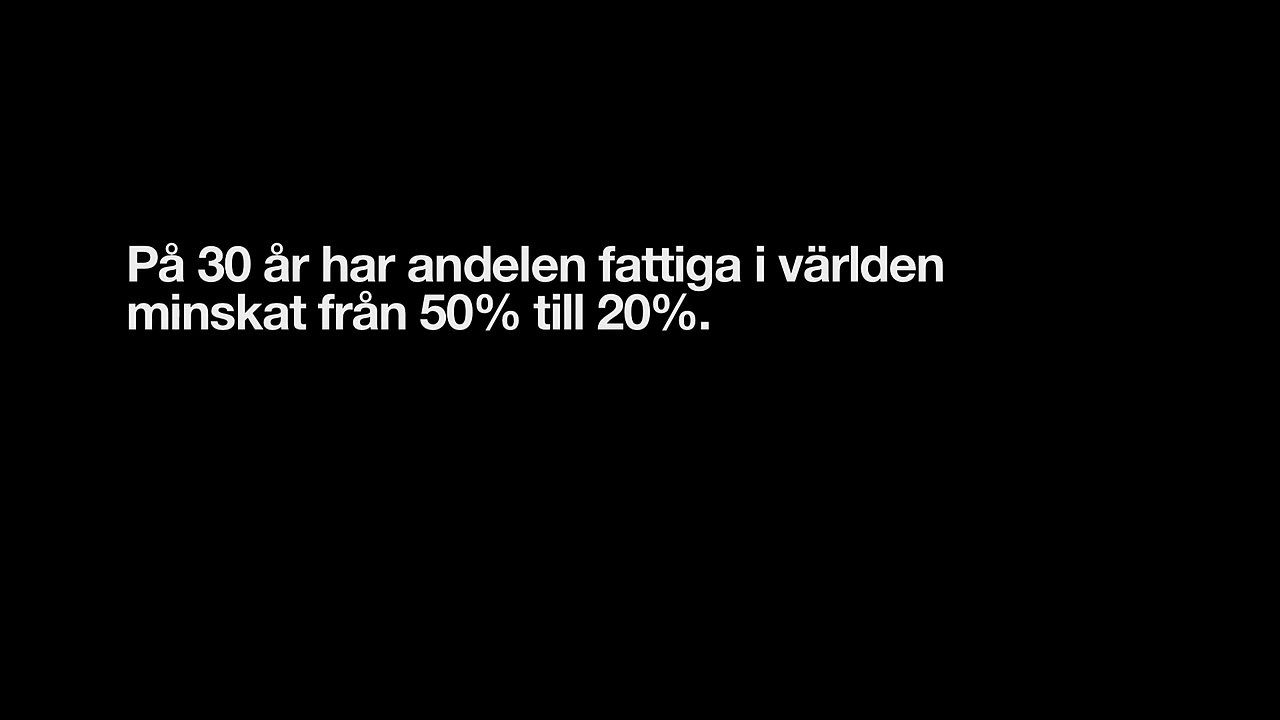 På 30 år har andelen fattiga i världen
minskat från 50% till 20%.